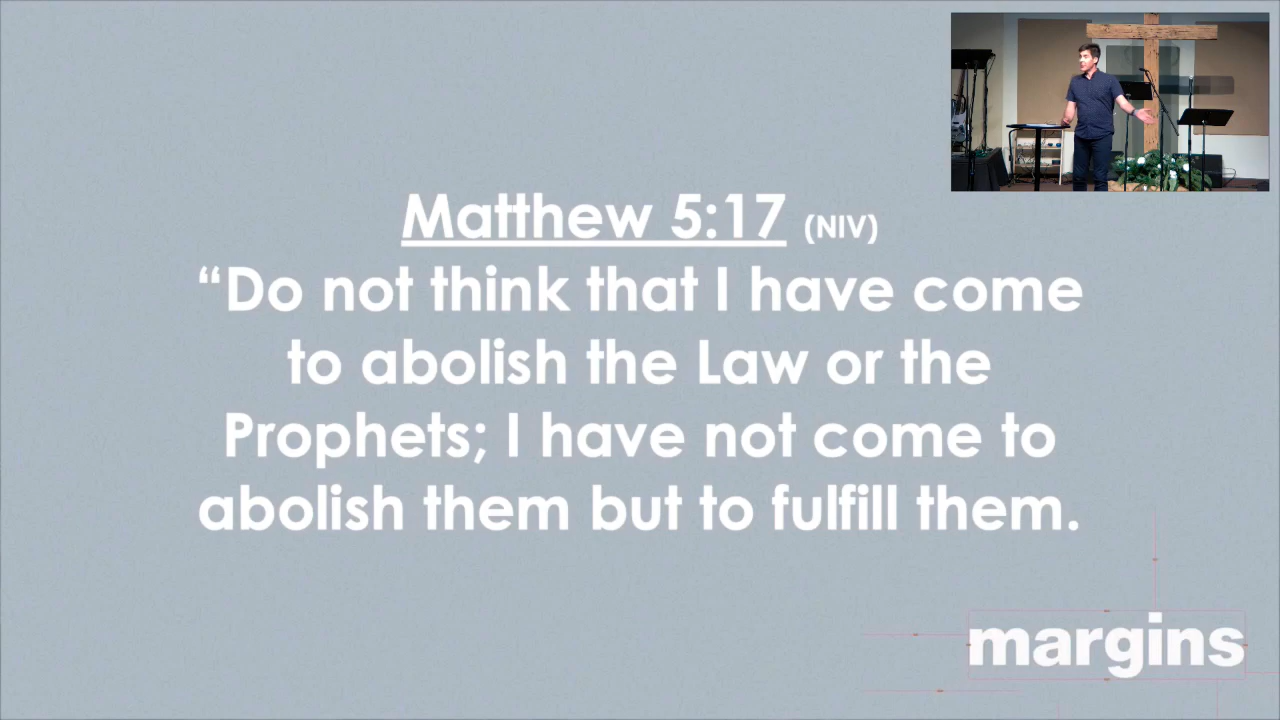 Matthew 5:17 (NIV)
“Do not think that I have come
to abolish the Law or the
Prophets; I have not come to
abolish them but to fulfill them.
margins